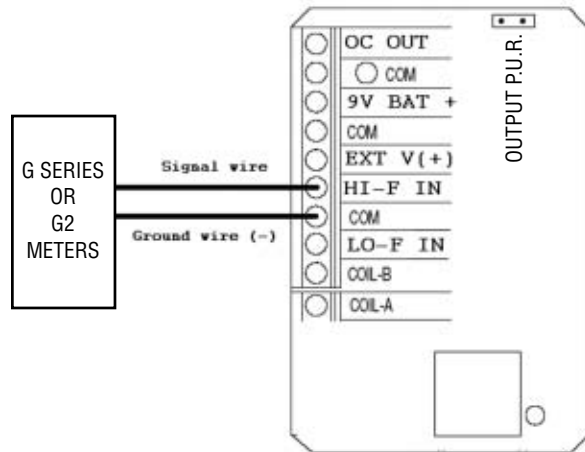 G SERIES
OR
G2
METERS
Signal wire
Ground wire (-)
OC OUT
COM
9V BAT +
COM
EXT V(+)
HI-F IN
COM
LO-F IN
COIL-B
COIL-A
OUTPUT P.U.R.